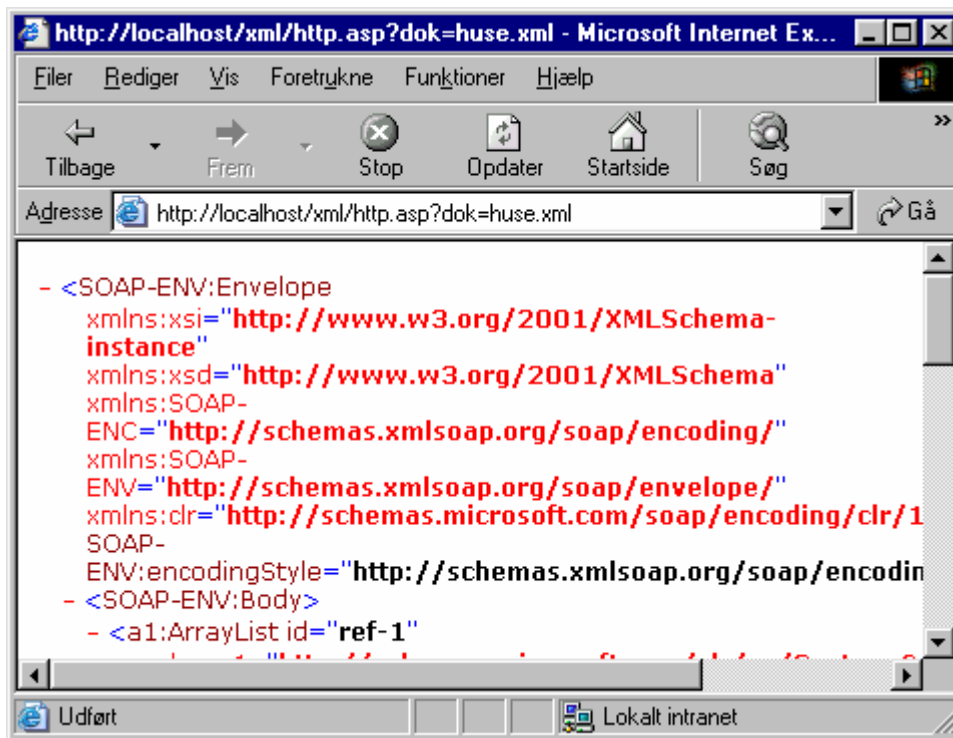 http://localhost/xml/http.asp?dok=huse.xml - Microsoft Internet Ex...
Filer Rediger Vis Foretrukne Funktioner Hjælp
Tilbage Frem Stop Opdater Startside Søg »
Adresse http://localhost/xml/http.asp?dok=huse.xml Gå
- <SOAP-ENV:Envelope
xmlns:xsi="http://www.w3.org/2001/XMLSchema-
instance"
xmlns:xsd="http://www.w3.org/2001/XMLSchema"
xmlns:SOAP-
ENC="http://schemas.xmlsoap.org/soap/encoding/"
xmlns:SOAP-
ENV="http://schemas.xmlsoap.org/soap/envelope/"
xmlns:clr="http://schemas.microsoft.com/soap/encoding/clr/1
SOAP-
ENV:encodingStyle="http://schemas.xmlsoap.org/soap/encodin
- <SOAP-ENV:Body>
- <a1:ArrayList id="ref-1"
Udført Lokalt intranet